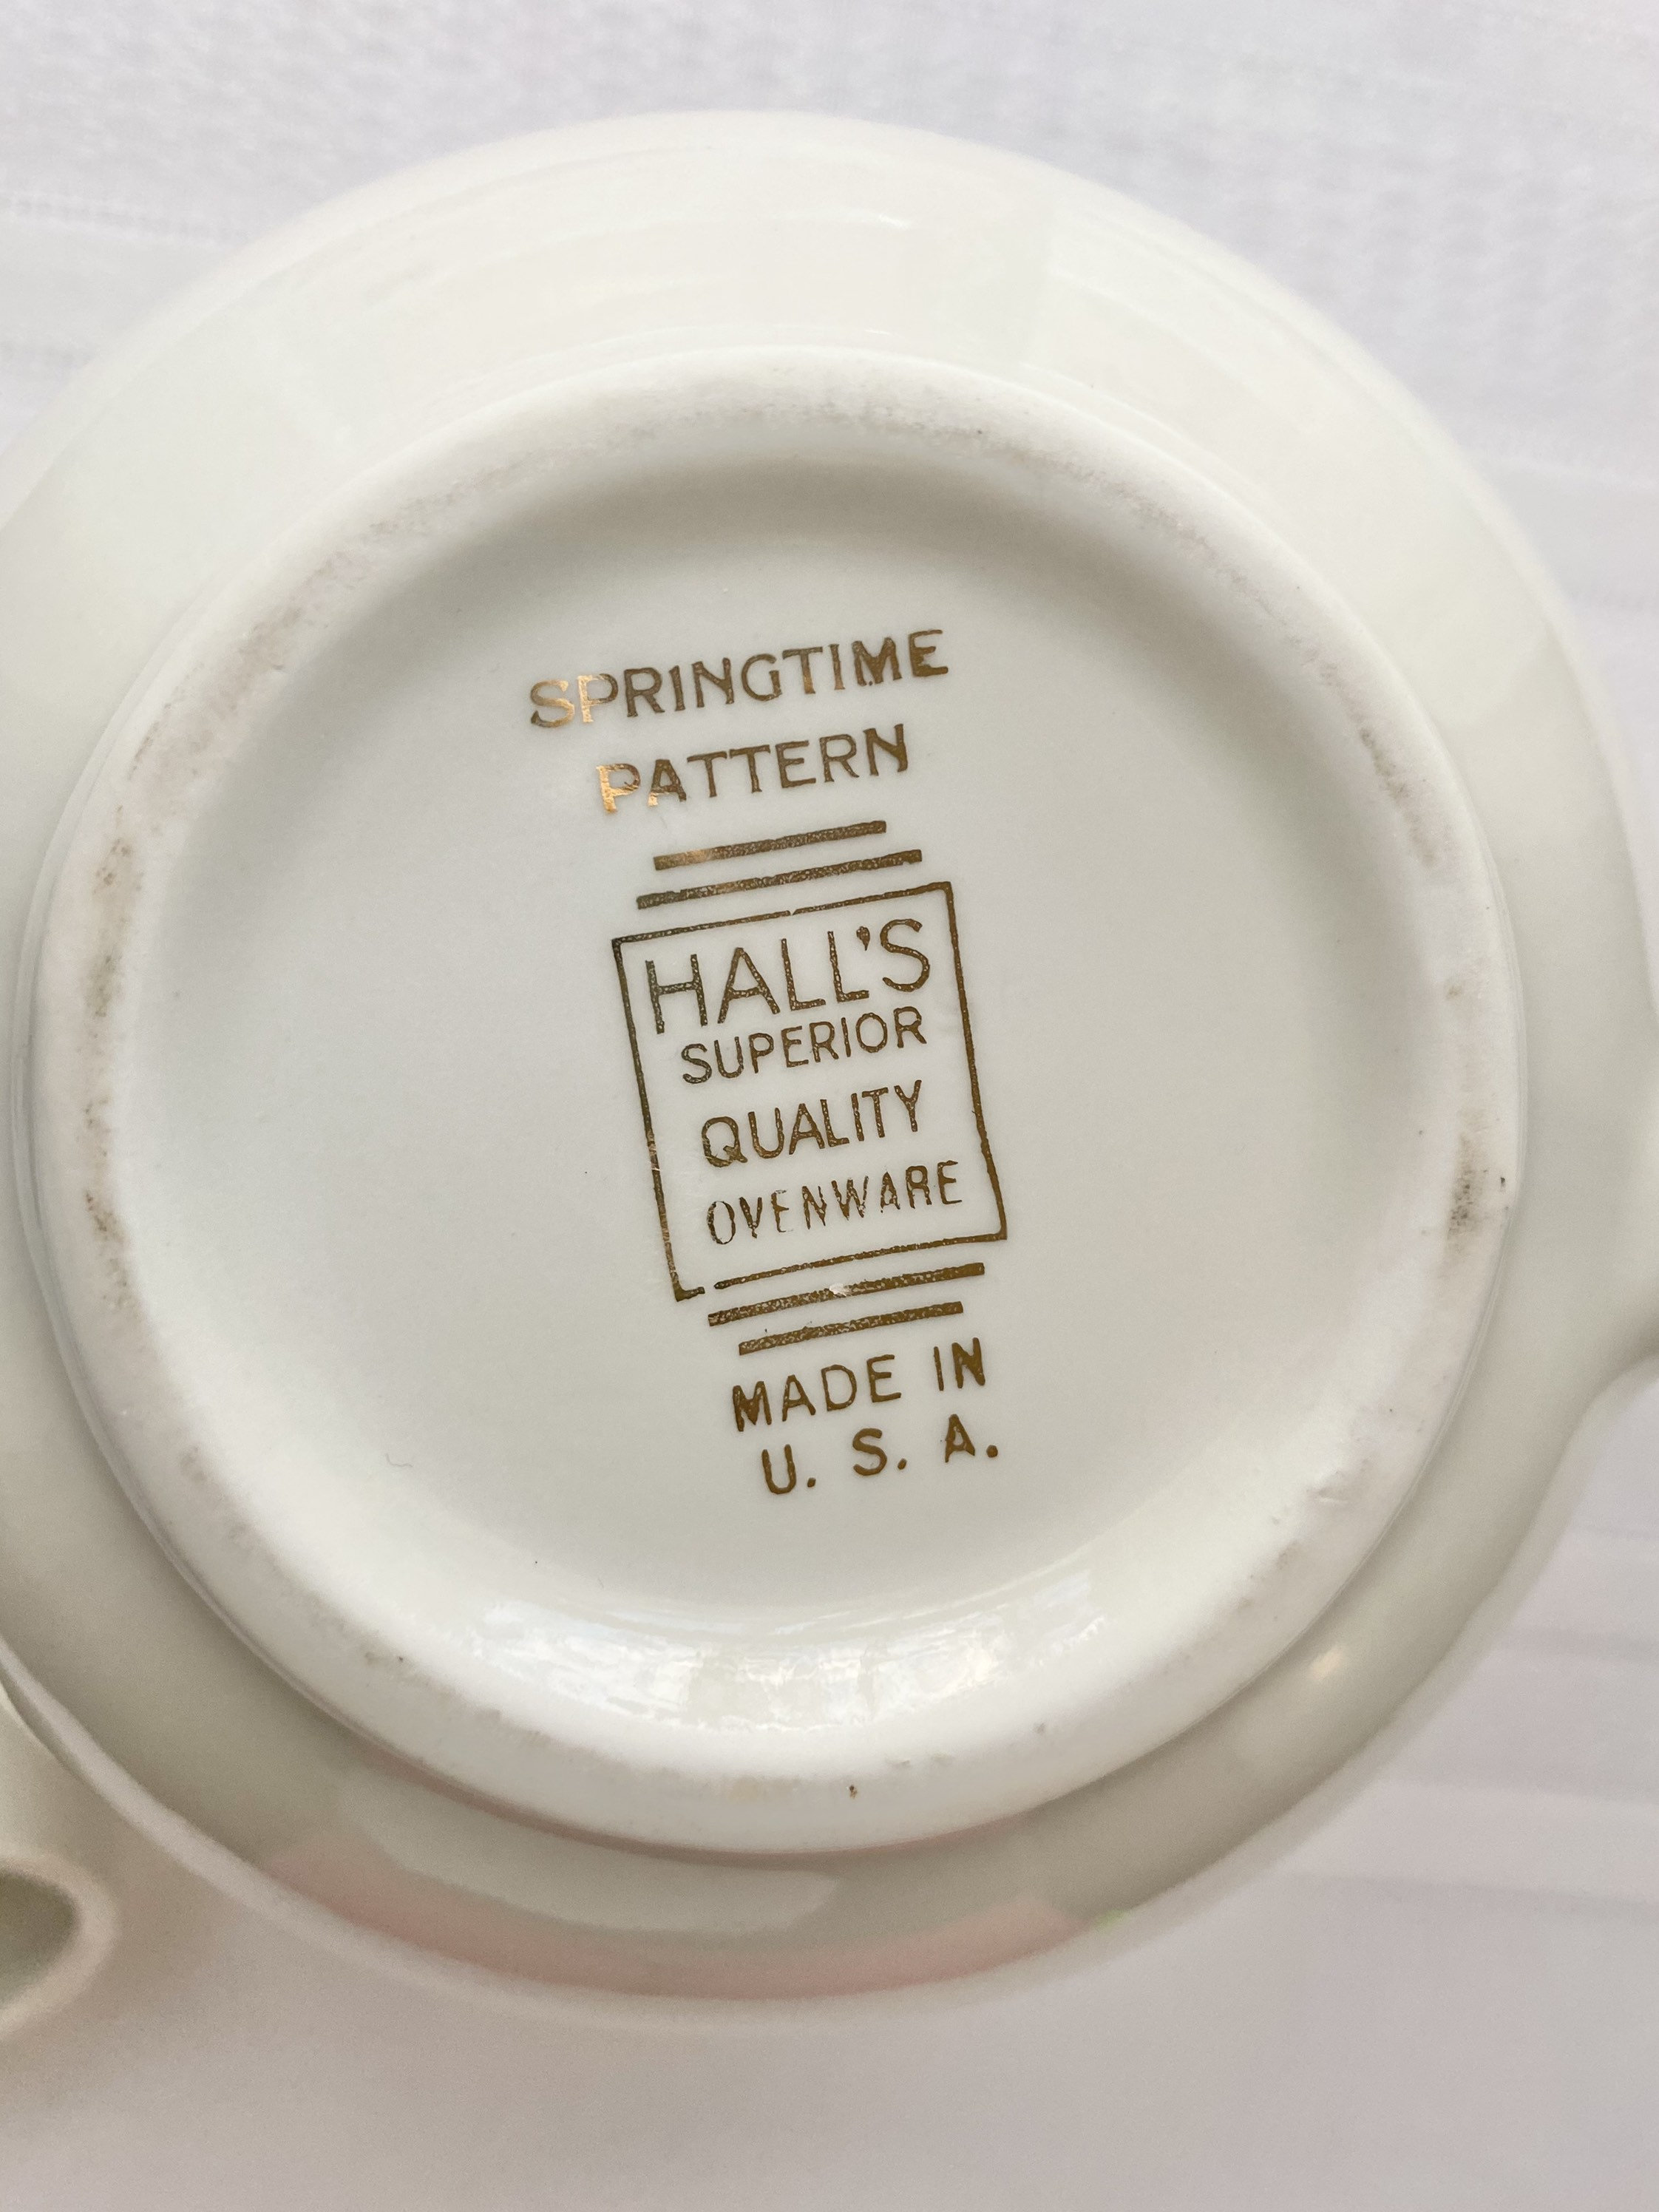 SPRINGTIME
PATTERN
HALL'S
SUPERIOR
QUALITY
OVENWARE
MADE IN
U. S. A.